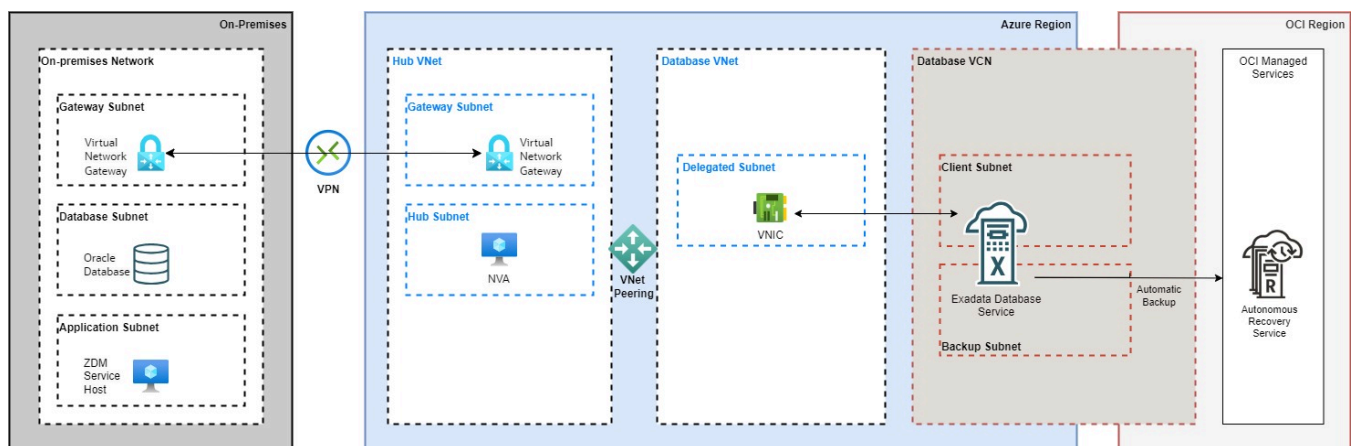 On-Premises
On-premises Network
Gateway Subnet
Virtual
Network
Gateway
Database Subnet
Oracle
Database
Application Subnet
ZDM
Service
Host
VPN
Azure Region
Hub VNet
Gateway Subnet
Virtual
Network
Gateway
Hub Subnet
NVA
VNet
Peering
Database VNet
Delegated Subnet
VNIC
Database VCN
Client Subnet
X
Exadata Database
Service
Backup Subnet
Automatic
Backup
OCI Region
OCI Managed
Services
R
Autonomous
Recovery
Service